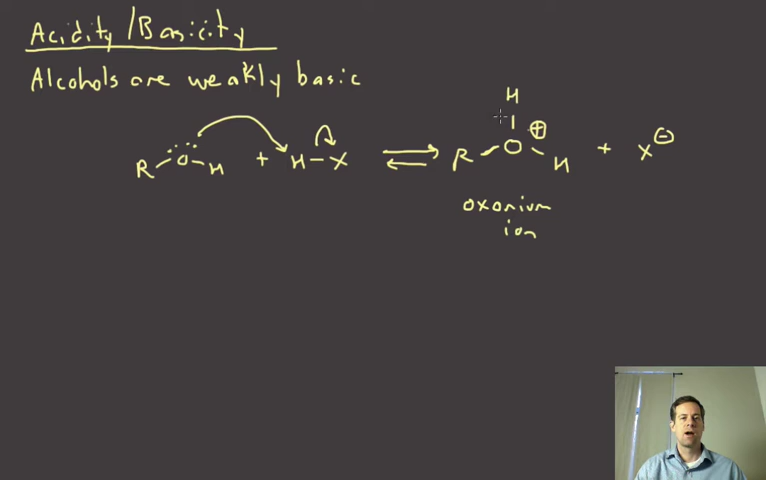 Acidity/Basicity
Alcohols are weakly basic
H
R-O-H + H-X ⇌ R-O-H ⊕ + X ⊖
oxonium
ion